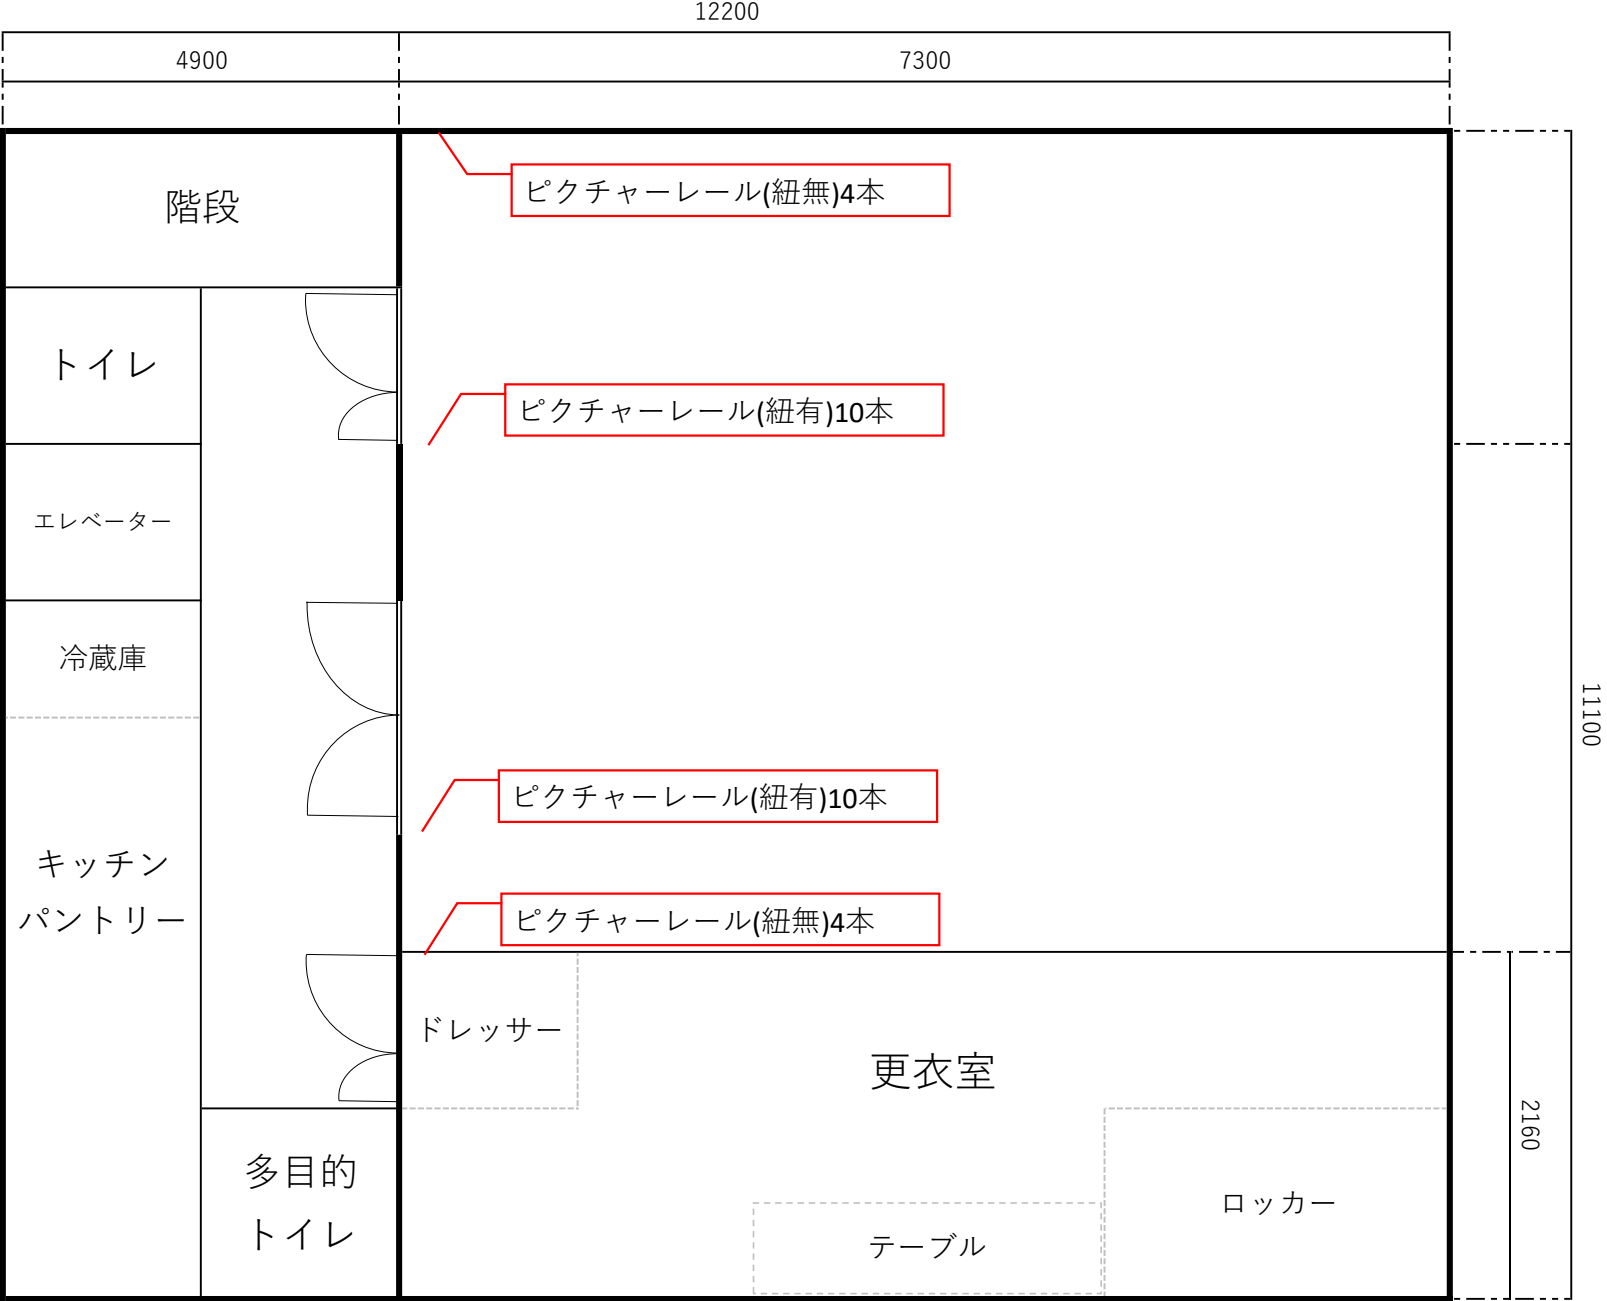 12200
4900
7300
ピクチャーレール(紐無)4本
階段
トイレ
ピクチャーレール(紐有)10本
エレベーター
冷蔵庫
11100
ピクチャーレール(紐有)10本
キッチン
パントリー
ピクチャーレール(紐無)4本
ドレッサー
更衣室
2160
多目的
トイレ
ロッカー
テーブル